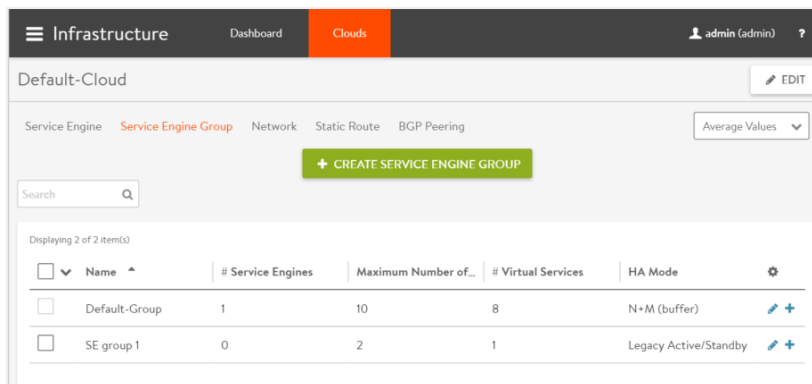 Infrastructure Dashboard Clouds admin (admin) ?
Default-Cloud EDIT
Service Engine Service Engine Group Network Static Route BGP Peering Average Values
+ CREATE SERVICE ENGINE GROUP
Search
Displaying 2 of 2 item(s)
Name # Service Engines Maximum Number of... # Virtual Services HA Mode
Default-Group 1 10 8 N+M (buffer)
SE group 1 0 2 1 Legacy Active/Standby